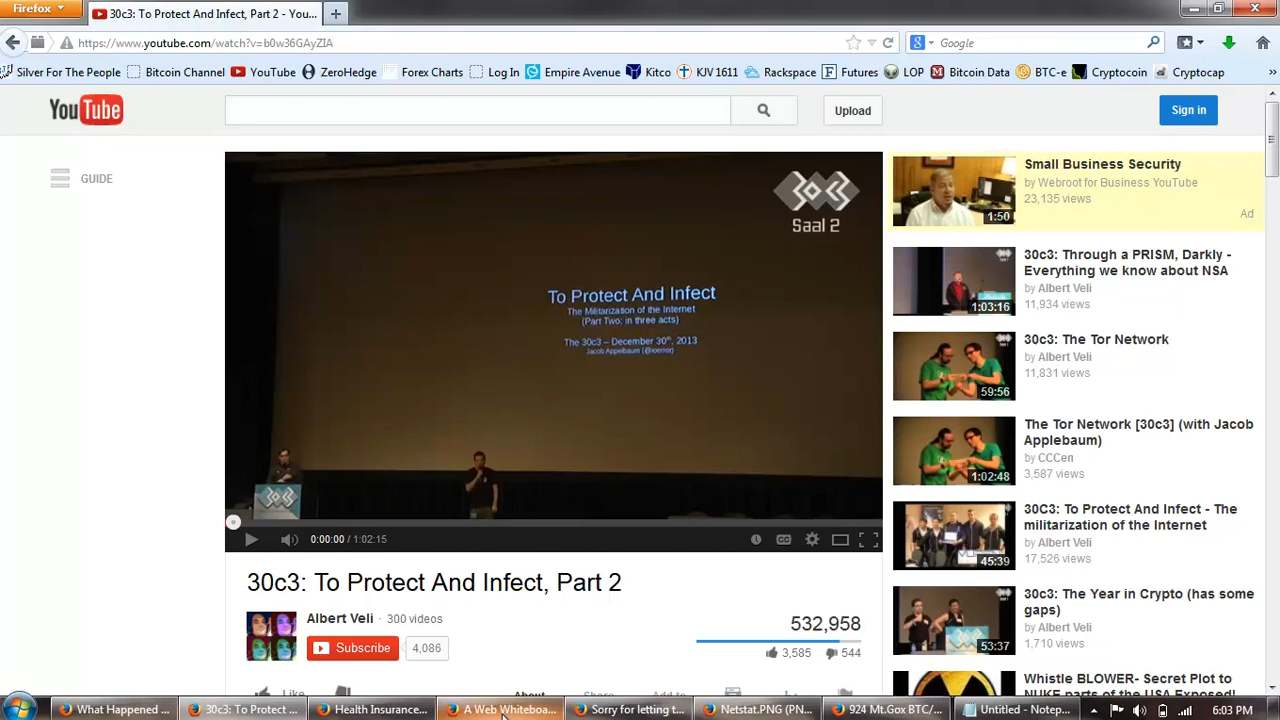 Firefox
30c3: To Protect And Infect, Part 2 - You...
https://www.youtube.com/watch?v=b0w36GAyZIA
Google
Silver For The People
Bitcoin Channel
YouTube
ZeroHedge
Forex Charts
Log In
Empire Avenue
Kitco
KJV 1611
Rackspace
Futures
LOP
Bitcoin Data
BTC-e
Cryptocoin
Cryptocap
YouTube
Upload
Sign in
GUIDE
Saal 2
To Protect And Infect
The Militarization of the Internet
(Part Two; in three acts)
The 30c3 – December 30th, 2013
Jacob Appelbaum (@ioerror)
0:00:00 / 1:02:15
CC
30c3: To Protect And Infect, Part 2
Albert Veli · 300 videos
Subscribe
4,086
532,958
3,585
544
Like
About
Share
Add to
Small Business Security
by Webroot for Business YouTube
23,135 views
Ad
1:50
30c3: Through a PRISM, Darkly -
Everything we know about NSA
by Albert Veli
11,934 views
1:03:16
30c3: The Tor Network
by Albert Veli
11,831 views
59:56
The Tor Network [30c3] (with Jacob
Applebaum)
by CCCen
3,587 views
1:02:48
30C3: To Protect And Infect - The
militarization of the Internet
by Albert Veli
17,526 views
45:39
30c3: The Year in Crypto (has some
gaps)
by Albert Veli
1,710 views
53:37
Whistle BLOWER- Secret Plot to
NUKE parts of the USA Exposed!
What Happened ...
30c3: To Protect ...
Health Insurance...
A Web Whiteboa...
Sorry for letting t...
Netstat.PNG (PN...
924 Mt.Gox BTC/...
Untitled - Notep...
6:03 PM